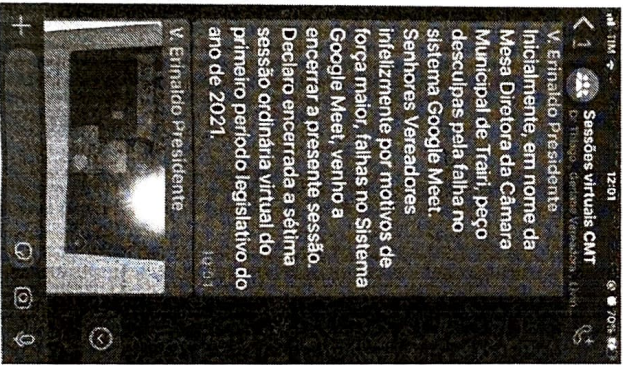 TIM 12:01 70%
1 Sessões virtuais CMT
V. Erinaldo Presidente
Inicialmente, em nome da
Mesa Diretora da Câmara
Municipal de Trairi, peço
desculpas pela falha no
sistema Google Meet.
Senhores Vereadores
infelizmente por motivos de
força maior, falhas no Sistema
Google Meet, venho a
encerrar a presente sessão.
Declaro encerrada a sétima
sessão ordinária virtual do
primeiro período legislativo do
ano de 2021.
V. Erinaldo Presidente